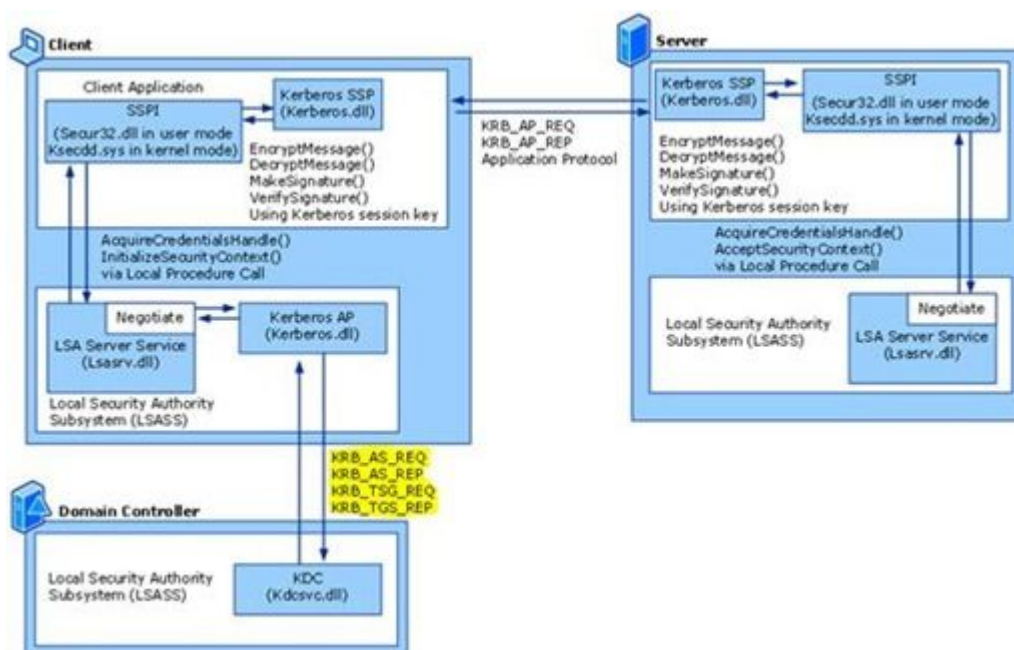 Client
Client Application
SSPI
(Secur32.dll in user mode
Ksecdd.sys in kernel mode)
Kerberos SSP
(Kerberos.dll)
EncryptMessage()
DecryptMessage()
MakeSignature()
VerifySignature()
Using Kerberos session key
AcquireCredentialsHandle()
InitializeSecurityContext()
via Local Procedure Call
Negotiate
LSA Server Service
(Lsasrv.dll)
Kerberos AP
(Kerberos.dll)
Local Security Authority
Subsystem (LSASS)
KRB_AP_REQ
KRB_AP_REP
Application Protocol
Server
Kerberos SSP
(Kerberos.dll)
SSPI
(Secur32.dll in user mode
Ksecdd.sys in kernel mode)
EncryptMessage()
DecryptMessage()
MakeSignature()
VerifySignature()
Using Kerberos session key
AcquireCredentialsHandle()
AcceptSecurityContext()
via Local Procedure Call
Local Security Authority
Subsystem (LSASS)
Negotiate
LSA Server Service
(Lsasrv.dll)
KRB_AS_REQ
KRB_AS_REP
KRB_TSG_REQ
KRB_TGS_REP
Domain Controller
Local Security Authority
Subsystem (LSASS)
KDC
(Kdcsvc.dll)